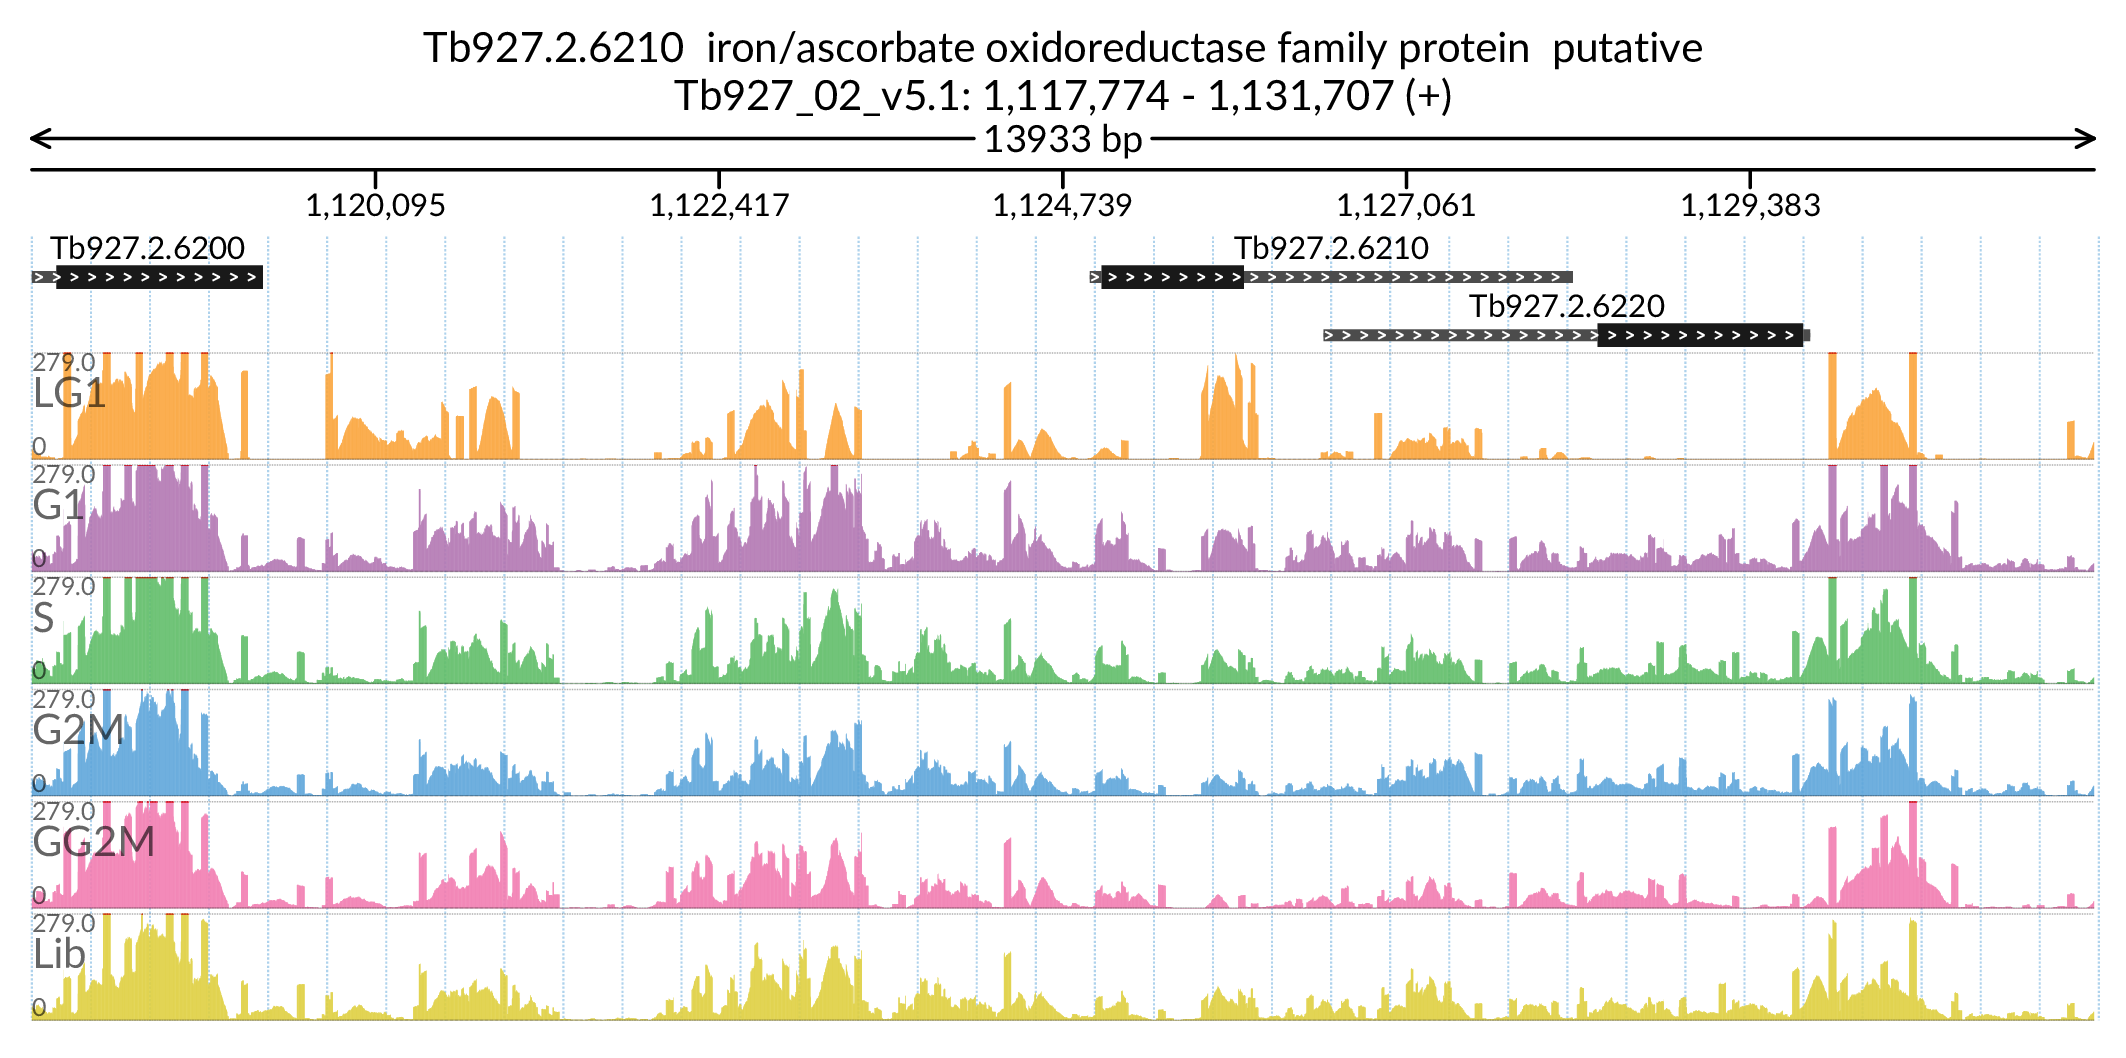 Tb927.2.6210  iron/ascorbate oxidoreductase family protein  putative
Tb927_02_v5.1: 1,117,774 - 1,131,707 (+)
13933 bp
1,120,095 1,122,417 1,124,739 1,127,061 1,129,383
Tb927.2.6200 Tb927.2.6210
Tb927.2.6220
279.0
LG1
0
279.0
G1
0
279.0
S
0
279.0
G2M
0
279.0
GG2M
0
279.0
Lib
0